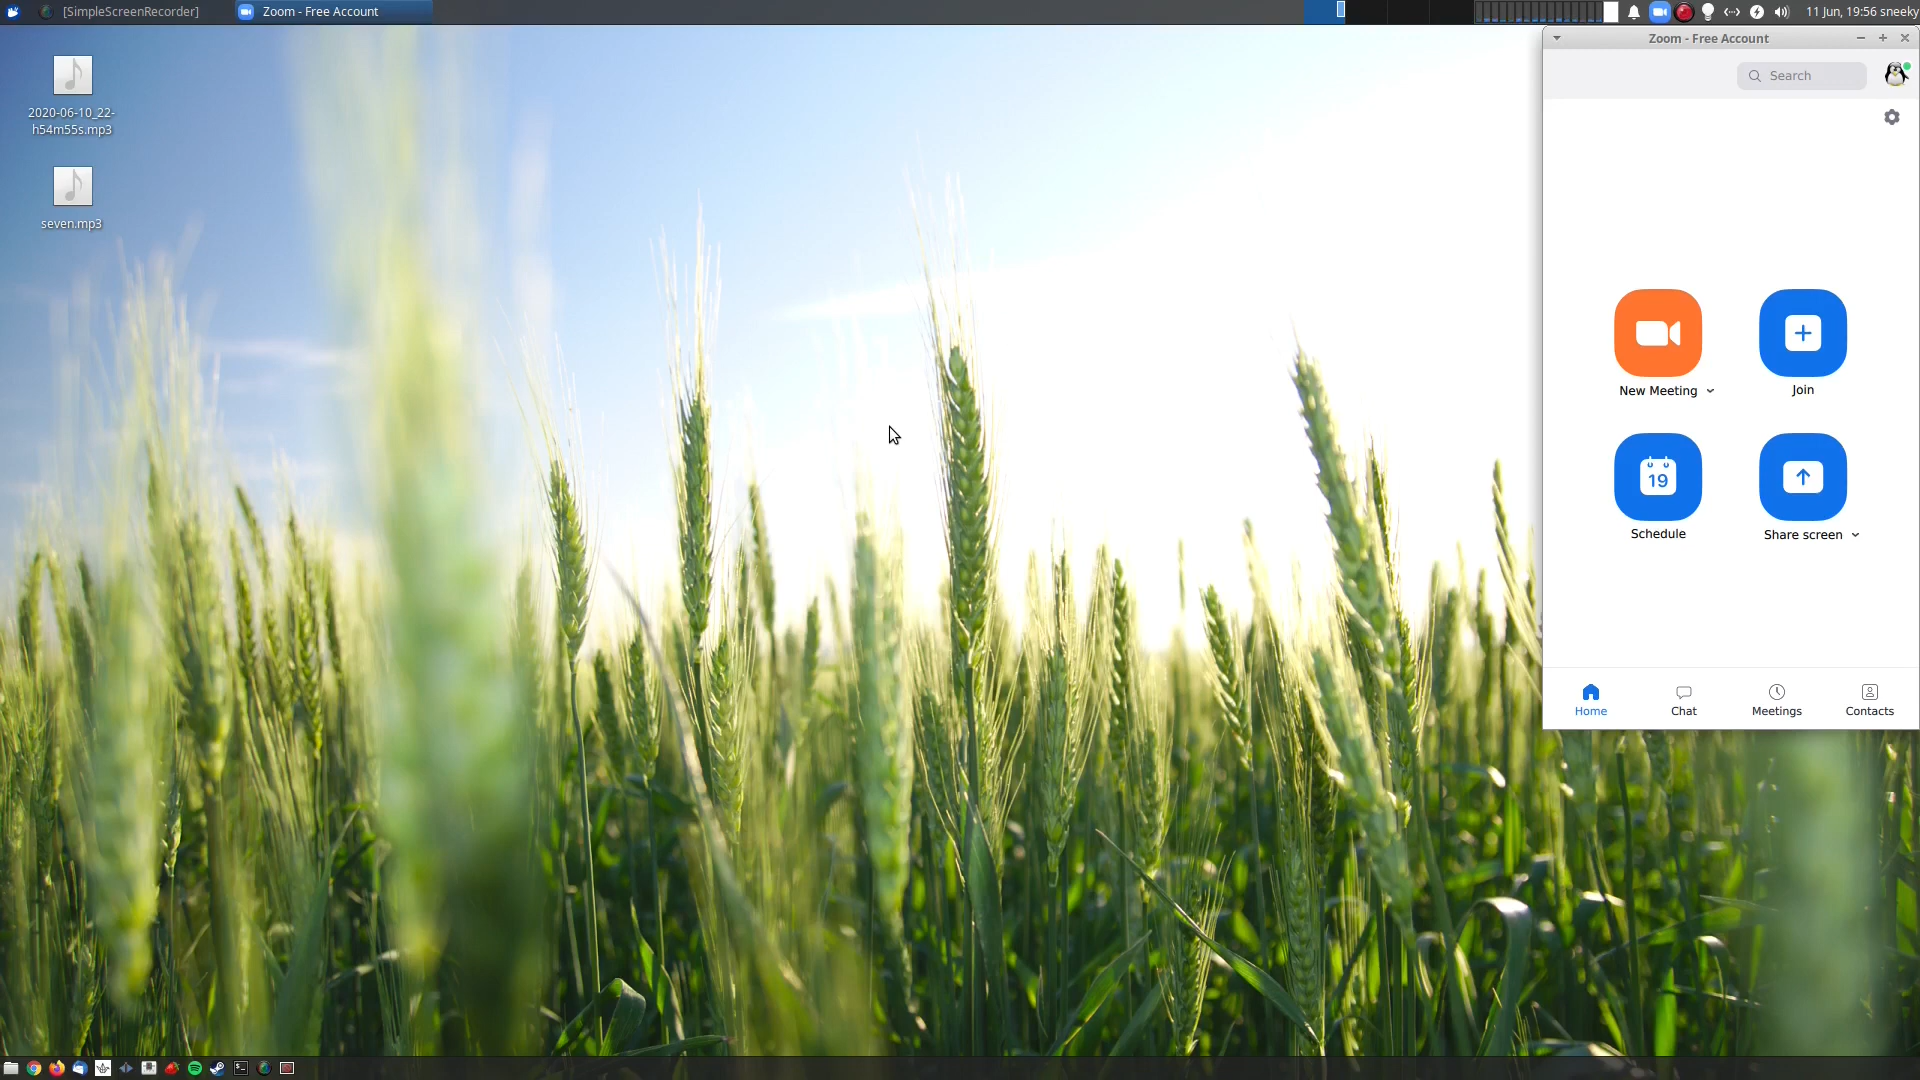 [SimpleScreenRecorder]
Zoom - Free Account
11 Jun, 19:56 sneeky
2020-06-10_22-
h54m55s.mp3
seven.mp3
Zoom - Free Account
Search
New Meeting
Join
19
Schedule
Share screen
Home
Chat
Meetings
Contacts